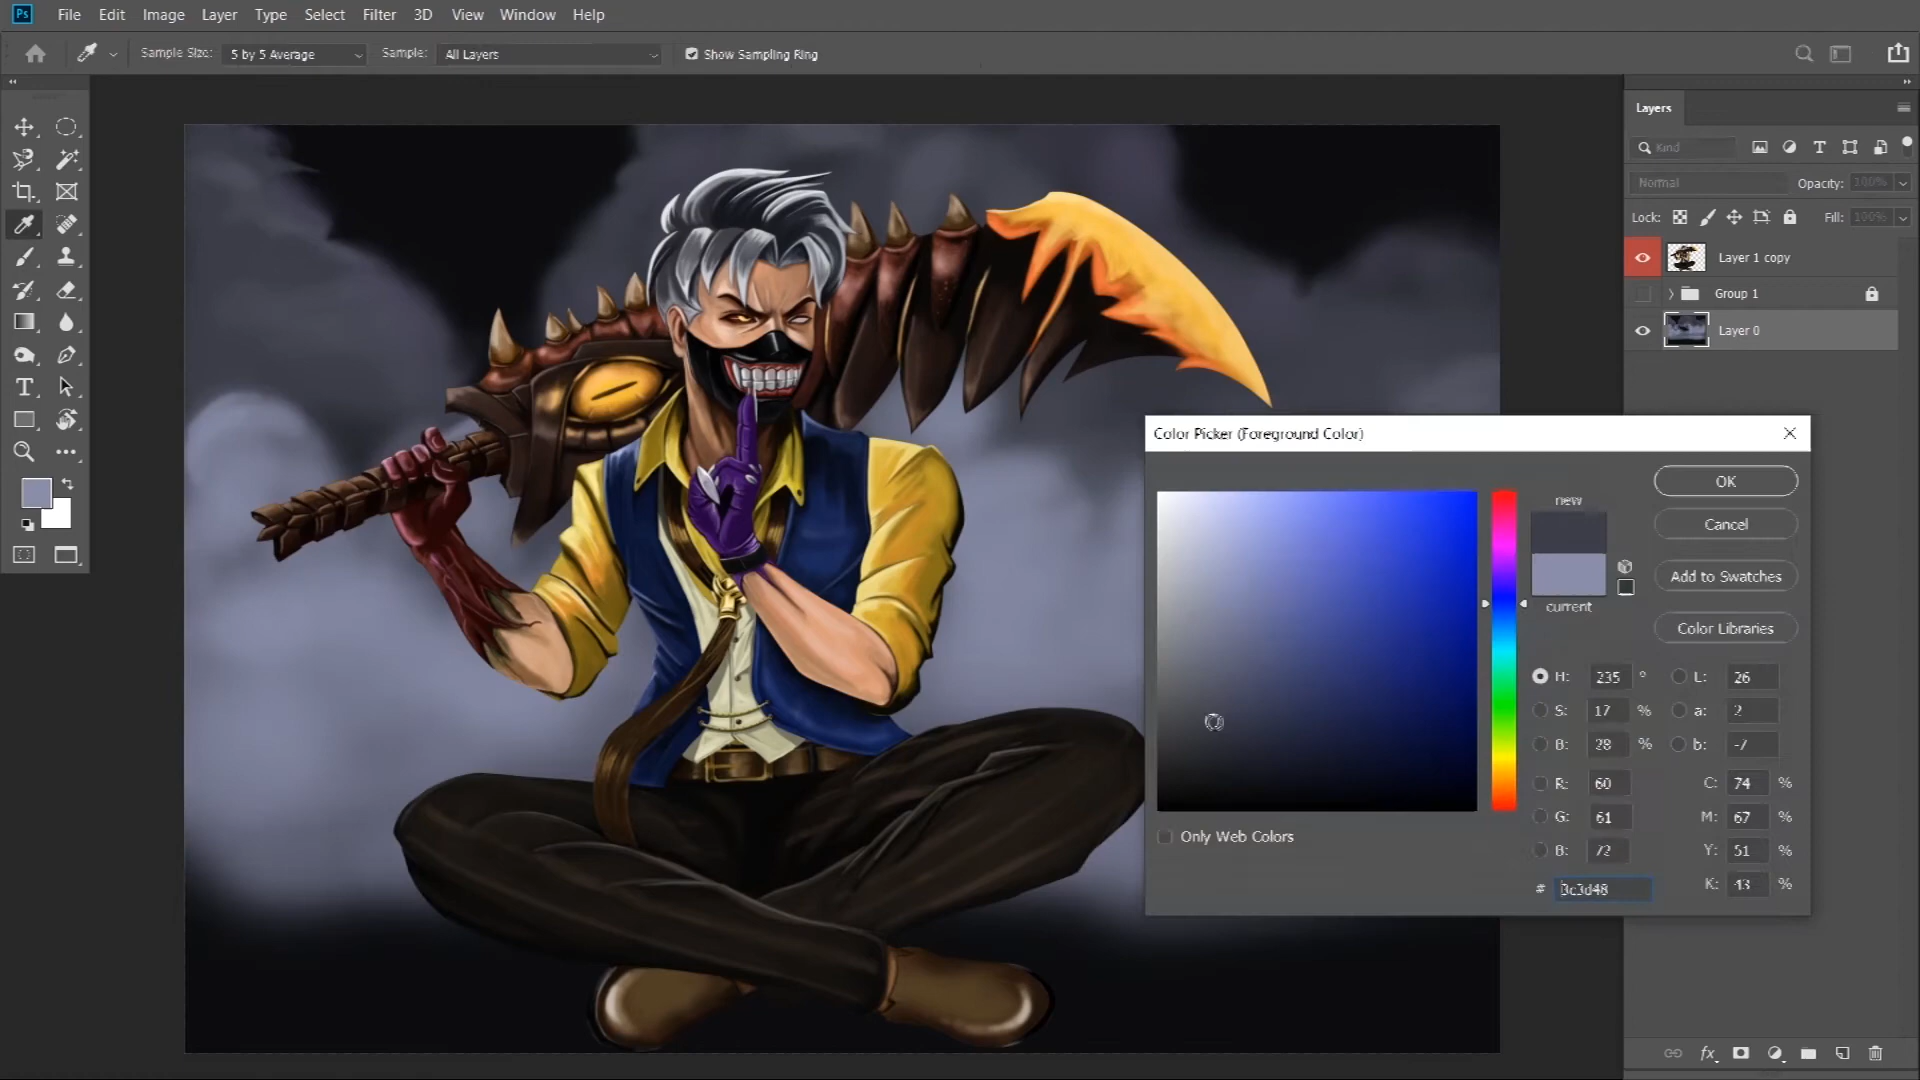 Ps File Edit Image Layer Type Select Filter 3D View Window Help
Sample Size: 5 by 5 Average Sample: All Layers Show Sampling Ring
Layers
Kind
Normal Opacity: 100%
Lock: Fill: 100%
Layer 1 copy
Group 1
Layer 0
Color Picker (Foreground Color)
new
current
OK
Cancel
Add to Swatches
Color Libraries
H: 235 ° L: 26
S: 17 % a: 2
B: 28 % b: -7
R: 60 C: 74 %
G: 61 M: 67 %
B: 72 Y: 51 %
# 3c3d48 K: 43 %
Only Web Colors